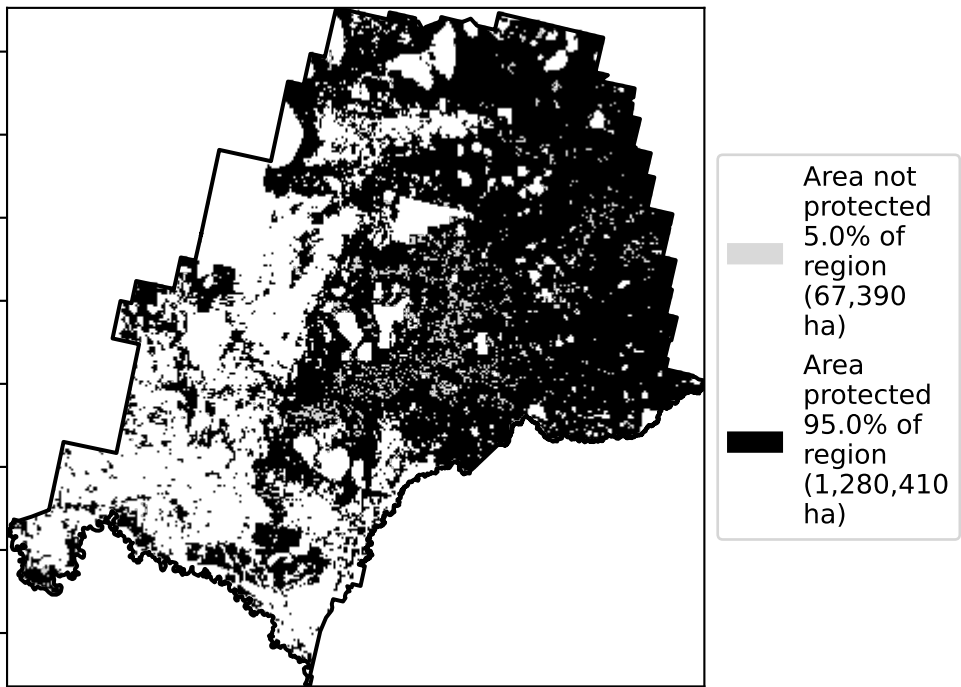 Area not
protected
5.0% of
region
(67,390
ha)
Area
protected
95.0% of
region
(1,280,410
ha)